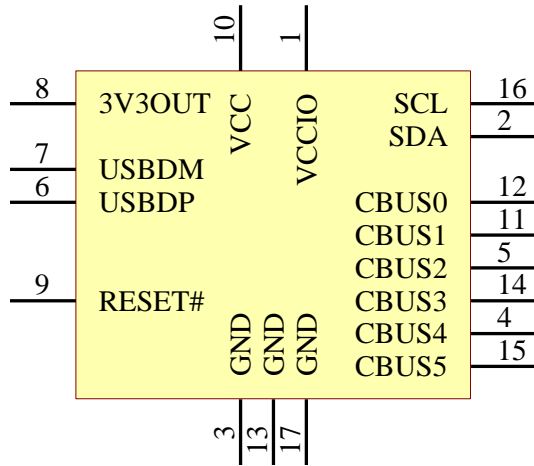 10 1
8 3V3OUT VCC VCCIO SCL 16
SDA 2
7 USBDM
6 USBDP CBUS0 12
CBUS1 11
CBUS2 5
9 RESET# CBUS3 14
CBUS4 4
GND GND GND CBUS5 15
3 13 17